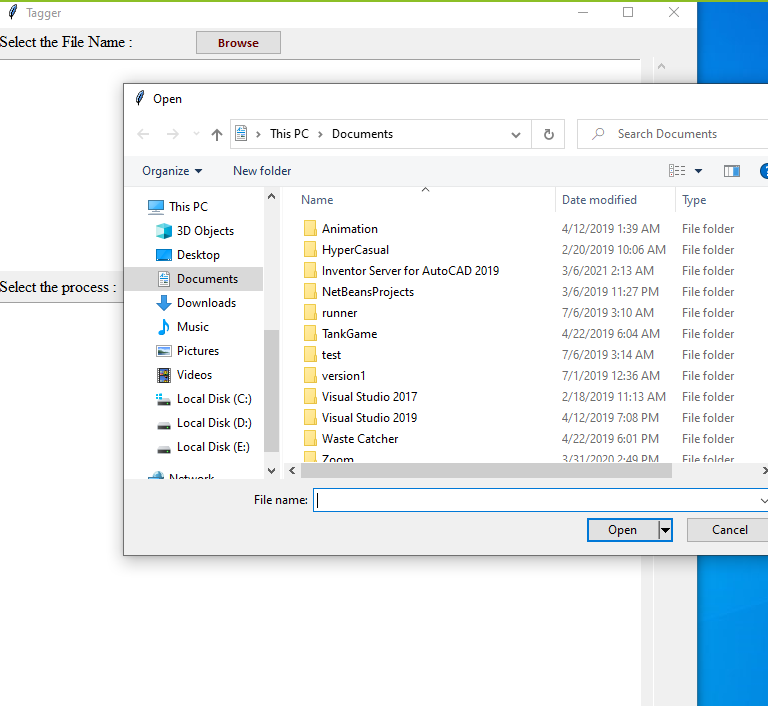 Tagger
Select the File Name :
Browse
Open
This PC > Documents
Search Documents
Organize
New folder
Name
Date modified
Type
This PC
3D Objects
Desktop
Documents
Downloads
Music
Pictures
Videos
Local Disk (C:)
Local Disk (D:)
Local Disk (E:)
Network
Animation 4/12/2019 1:39 AM File folder
HyperCasual 2/20/2019 10:06 AM File folder
Inventor Server for AutoCAD 2019 3/6/2021 2:13 AM File folder
NetBeansProjects 3/6/2019 11:27 PM File folder
runner 7/6/2019 3:10 AM File folder
TankGame 4/22/2019 6:04 AM File folder
test 7/6/2019 3:14 AM File folder
version1 7/1/2019 12:36 AM File folder
Visual Studio 2017 2/18/2019 11:13 AM File folder
Visual Studio 2019 4/12/2019 7:08 PM File folder
Waste Catcher 4/22/2019 6:01 PM File folder
Zoom 3/31/2020 2:49 PM File folder
Select the process :
File name:
Open
Cancel